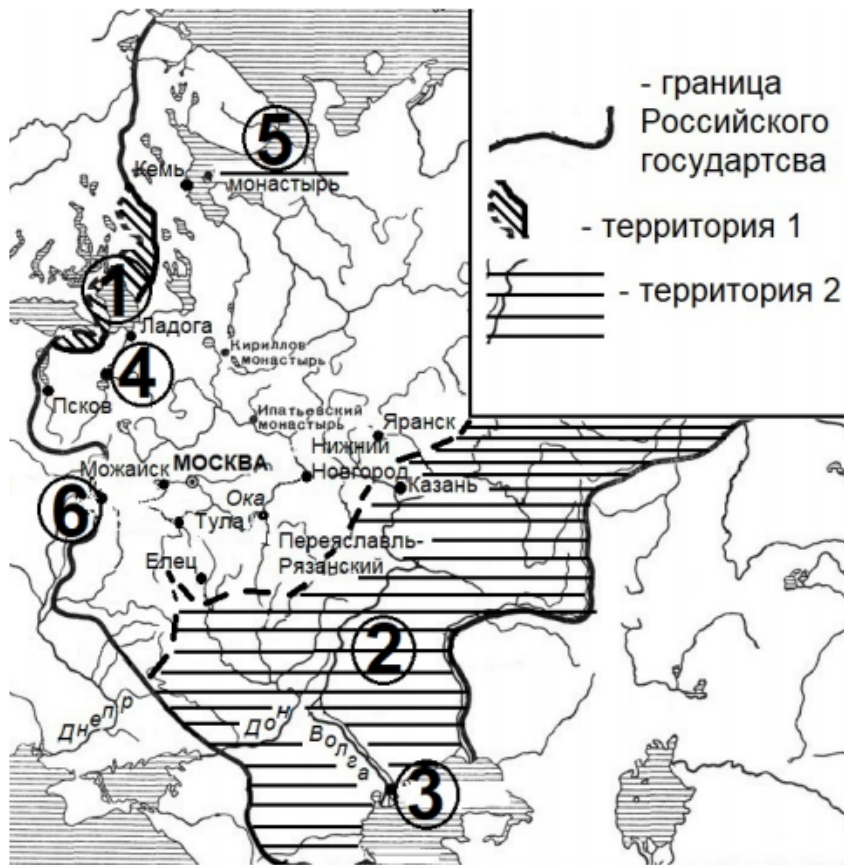 - граница
Российского
государтсва
- территория 1
- территория 2
5
Кемь
монастырь
1
Ладога
Кириллов
монастырь
4
Псков
Ипатьевский
монастырь
Яранск
Нижний
Новгород
Можайск
МОСКВА
Казань
6
Ока
Тула
Переяславль-
Рязанский
Елец
2
Днепр
Дон
Волга
3